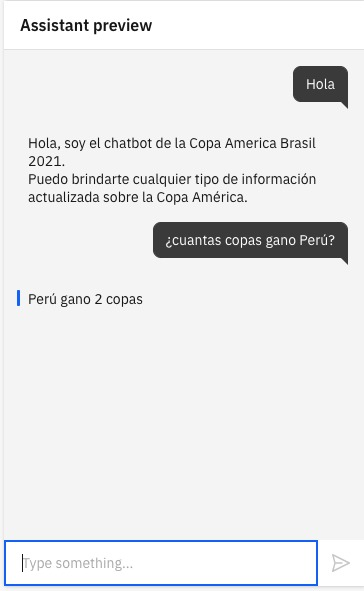 Assistant preview
Hola
Hola, soy el chatbot de la Copa America Brasil
2021.
Puedo brindarte cualquier tipo de información
actualizada sobre la Copa América.
¿cuantas copas gano Perú?
Perú gano 2 copas
Type something...